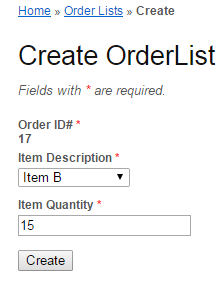 Home » Order Lists » Create
Create OrderList
Fields with * are required.
Order ID# *
17
Item Description *
Item B
Item Quantity *
15
Create